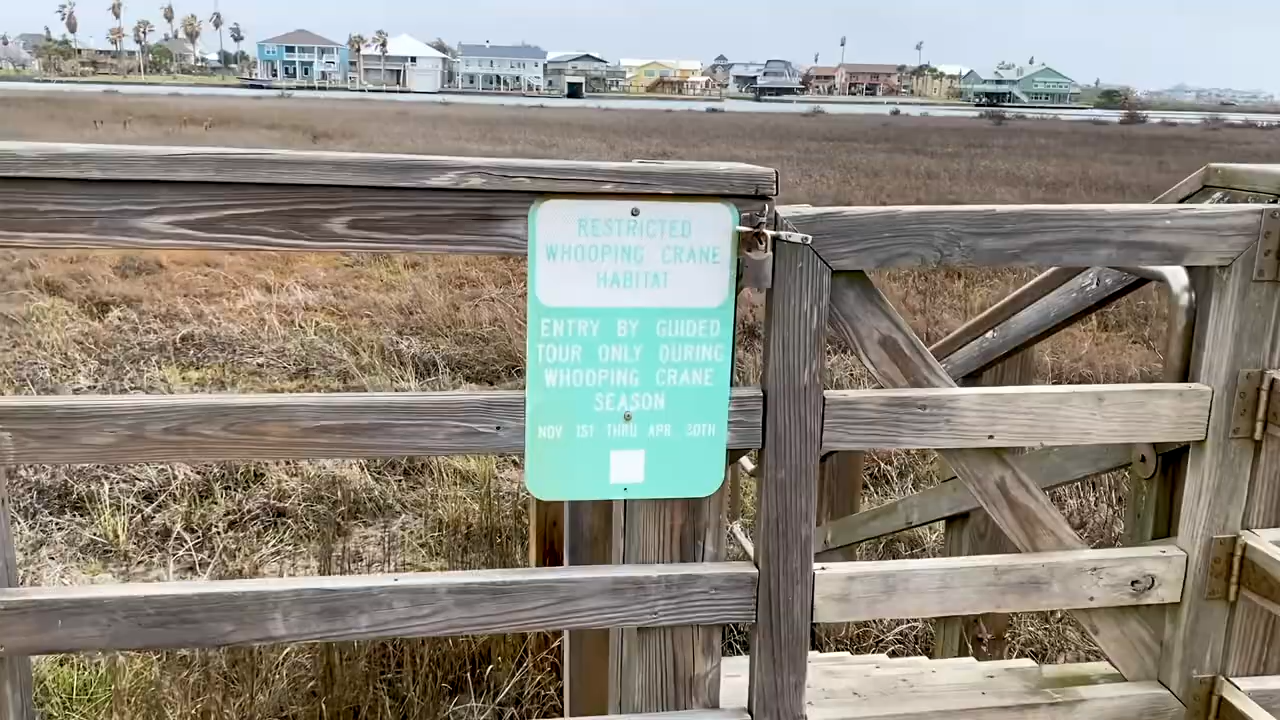 RESTRICTED
WHOOPING CRANE
HABITAT
ENTRY BY GUIDED
TOUR ONLY DURING
WHOOPING CRANE
SEASON
NOV 1ST THRU APR. 30TH